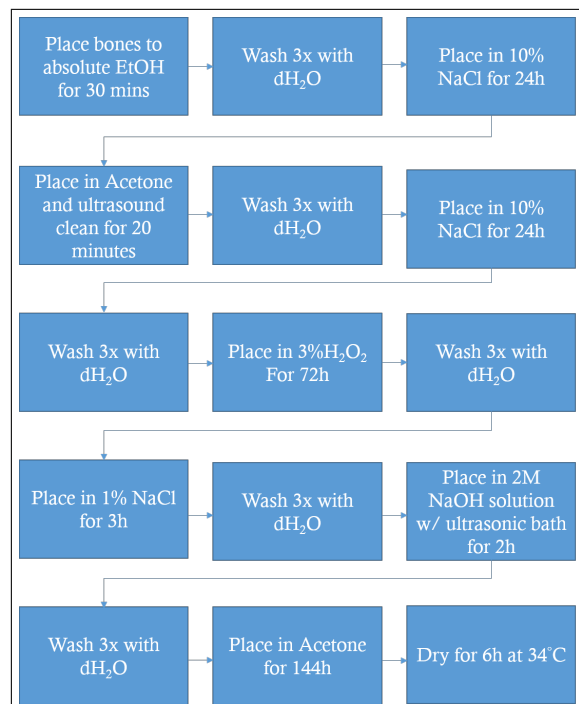 Place bones to
absolute EtOH
for 30 mins
Wash 3x with
dH₂O
Place in 10%
NaCl for 24h
Place in Acetone
and ultrasound
clean for 20
minutes
Wash 3x with
dH₂O
Place in 10%
NaCl for 24h
Wash 3x with
dH₂O
Place in 3%H₂O₂
For 72h
Wash 3x with
dH₂O
Place in 1% NaCl
for 3h
Wash 3x with
dH₂O
Place in 2M
NaOH solution
w/ ultrasonic bath
for 2h
Wash 3x with
dH₂O
Place in Acetone
for 144h
Dry for 6h at 34°C